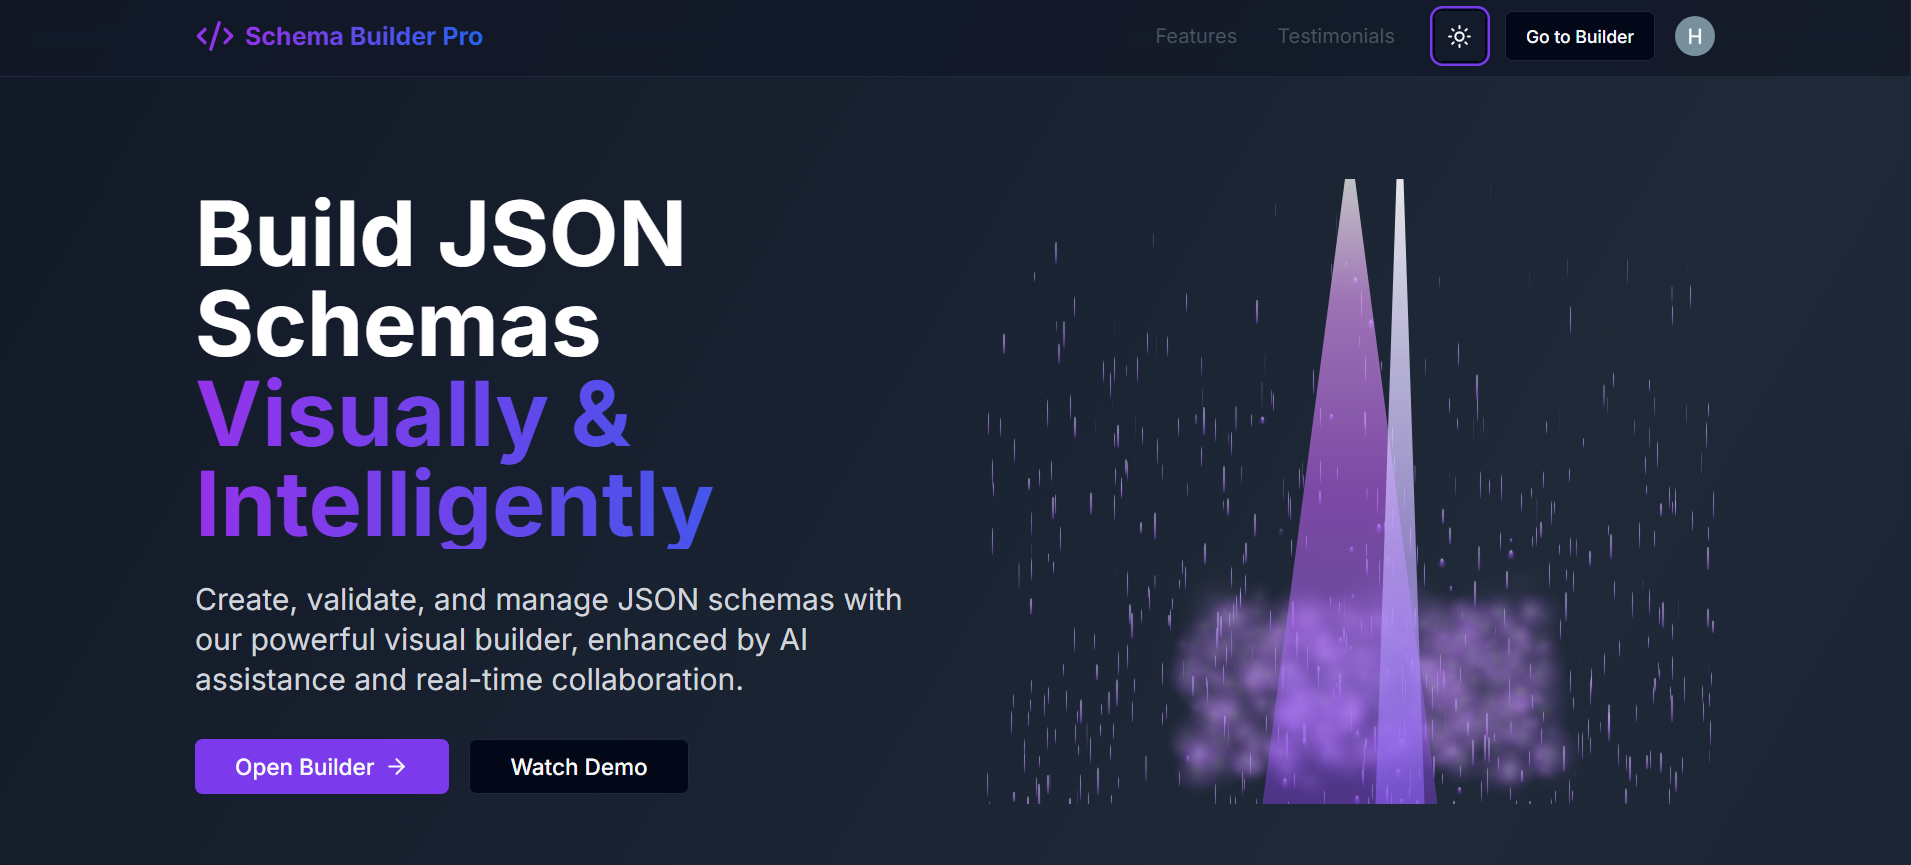 Schema Builder Pro
Features
Testimonials
Go to Builder
H
Build JSON
Schemas
Visually &
Intelligently
Create, validate, and manage JSON schemas with
our powerful visual builder, enhanced by AI
assistance and real-time collaboration.
Open Builder
Watch Demo